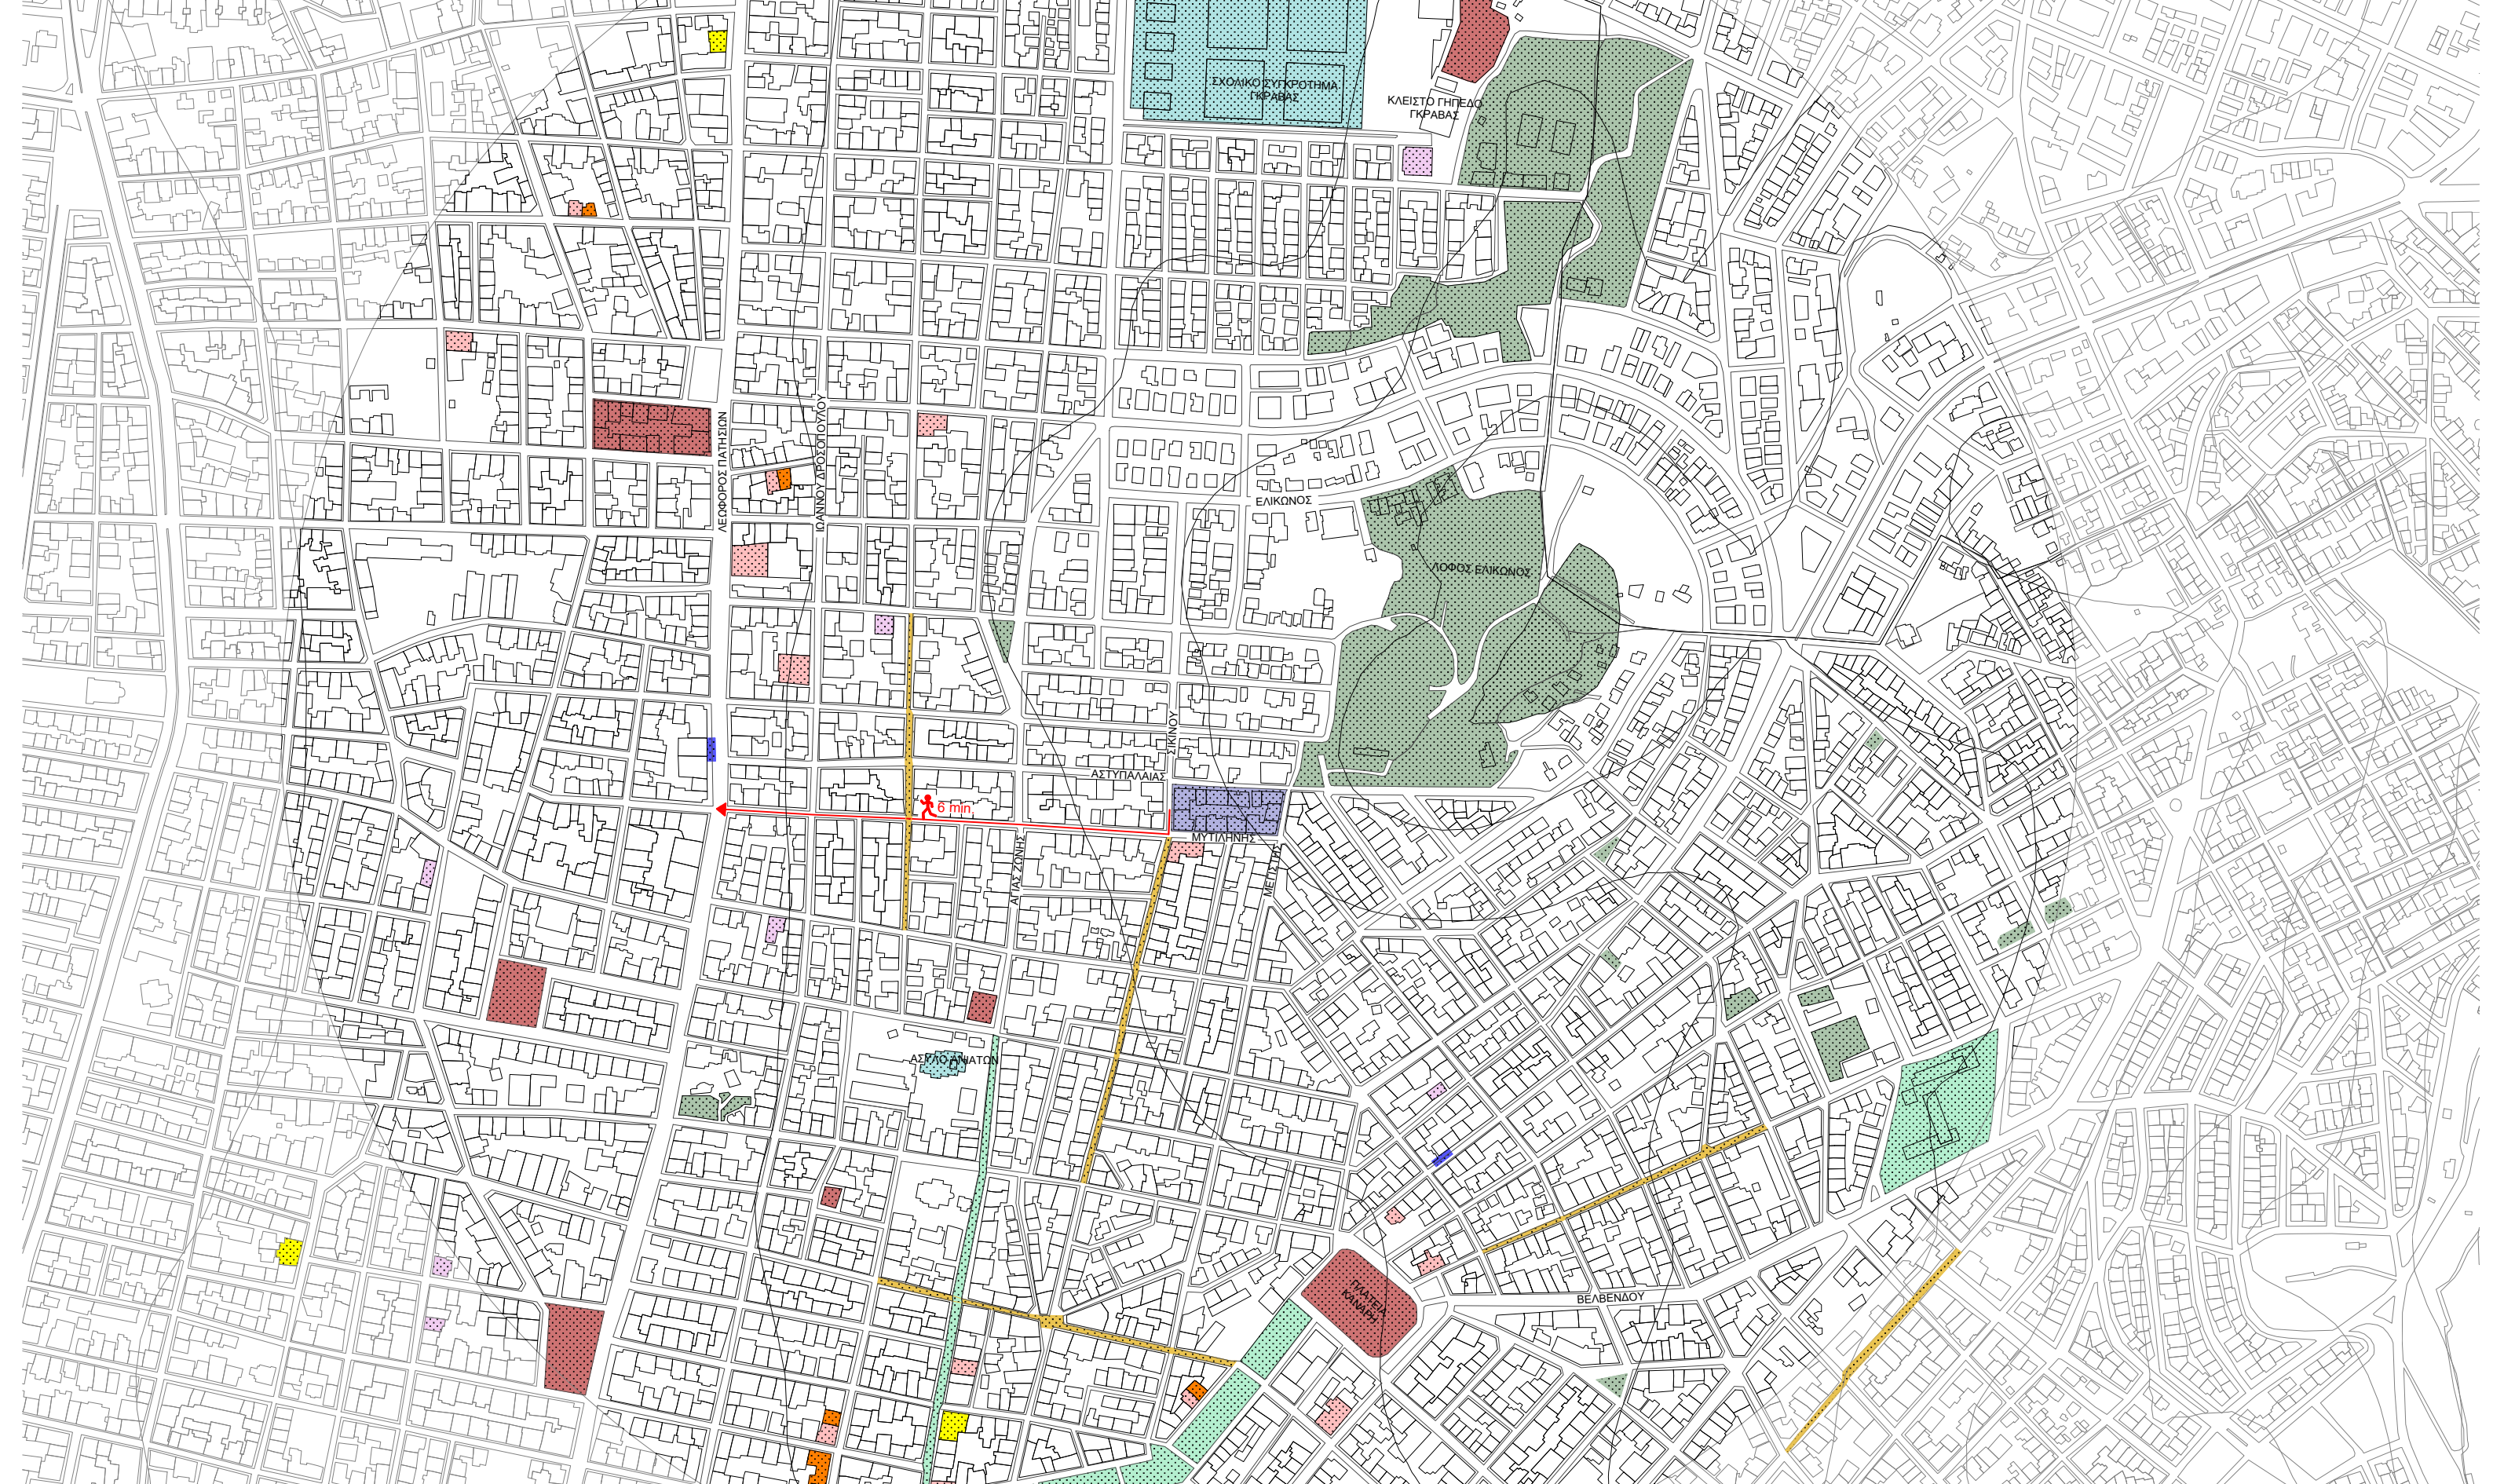 ΣΧΟΛΙΚΟ ΣΥΓΚΡΟΤΗΜΑ
ΓΚΡΑΒΑΣ
ΚΛΕΙΣΤΟ ΓΗΠΕΔΟ
ΓΚΡΑΒΑΣ
ΛΕΩΦΟΡΟΣ ΠΑΤΗΣΙΩΝ
ΙΩΑΝΝΟΥ ΔΡΟΣΟΠΟΥΛΟΥ
ΕΛΙΚΩΝΟΣ
ΛΟΦΟΣ ΕΛΙΚΩΝΟΣ
ΣΙΚΙΝΟΥ
ΑΣΤΥΠΑΛΑΙΑΣ
6 min
ΜΥΤΙΛΗΝΗΣ
ΑΓΙΑΣ ΖΩΝΗΣ
ΜΕΓΙΣΤΗΣ
ΑΣΥΛΟ ΑΝΙΑΤΩΝ
ΠΛΑΤΕΙΑ
ΚΑΝΑΡΗ
ΒΕΛΒΕΝΔΟΥ